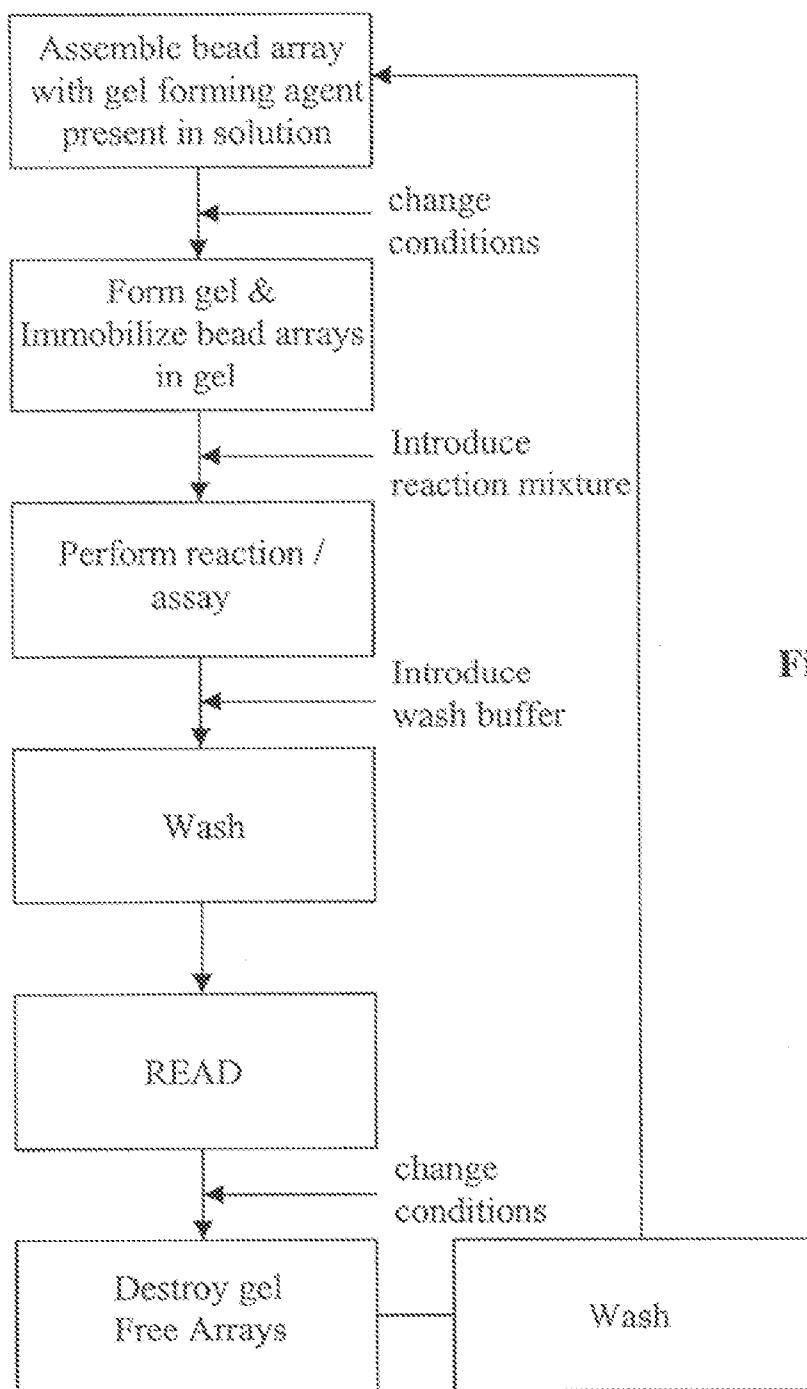 Assemble bead array
with gel forming agent
present in solution
change
conditions
Form gel &
Immobilize bead arrays
in gel
Introduce
reaction mixture
Perform reaction /
assay
Introduce
wash buffer
Fi
Wash
READ
change
conditions
Destroy gel
Free Arrays
Wash